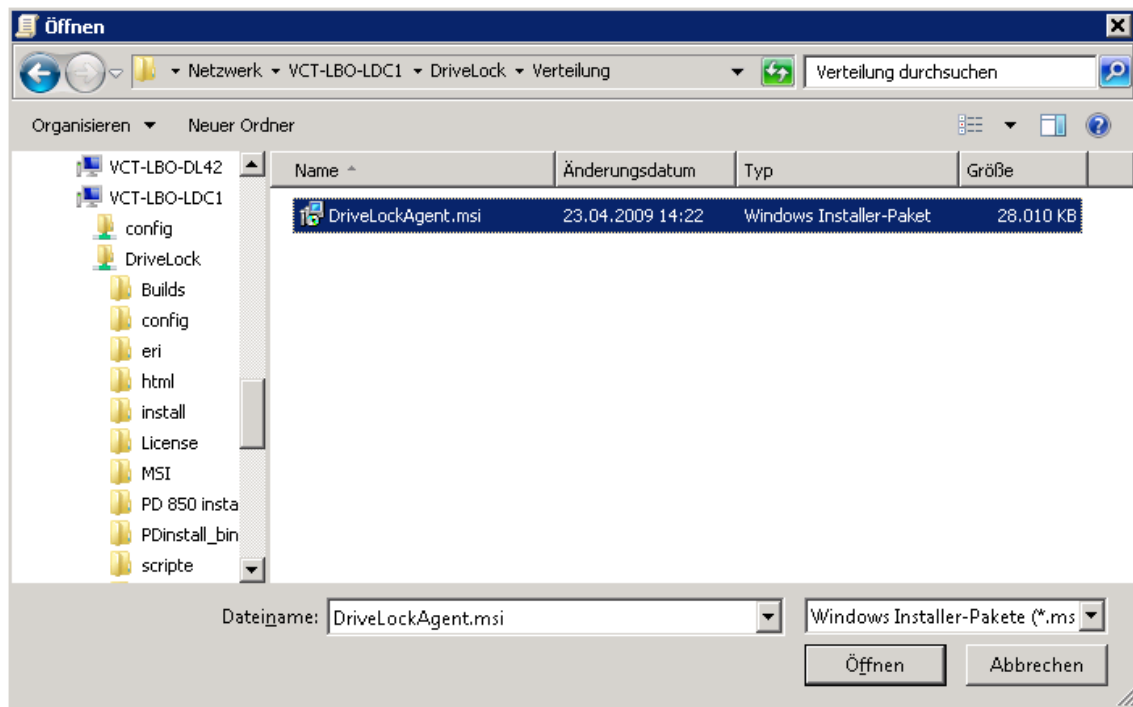 Öffnen
Netzwerk VCT-LBO-LDC1 DriveLock Verteilung Verteilung durchsuchen
Organisieren Neuer Ordner
Name Änderungsdatum Typ Größe
DriveLockAgent.msi 23.04.2009 14:22 Windows Installer-Paket 28.010 KB
VCT-LBO-DL42
VCT-LBO-LDC1
config
DriveLock
Builds
config
eri
html
install
License
MSI
PD 850 insta
PDinstall_bin
scripte
Dateiname: DriveLockAgent.msi Windows Installer-Pakete (*.ms
Öffnen Abbrechen